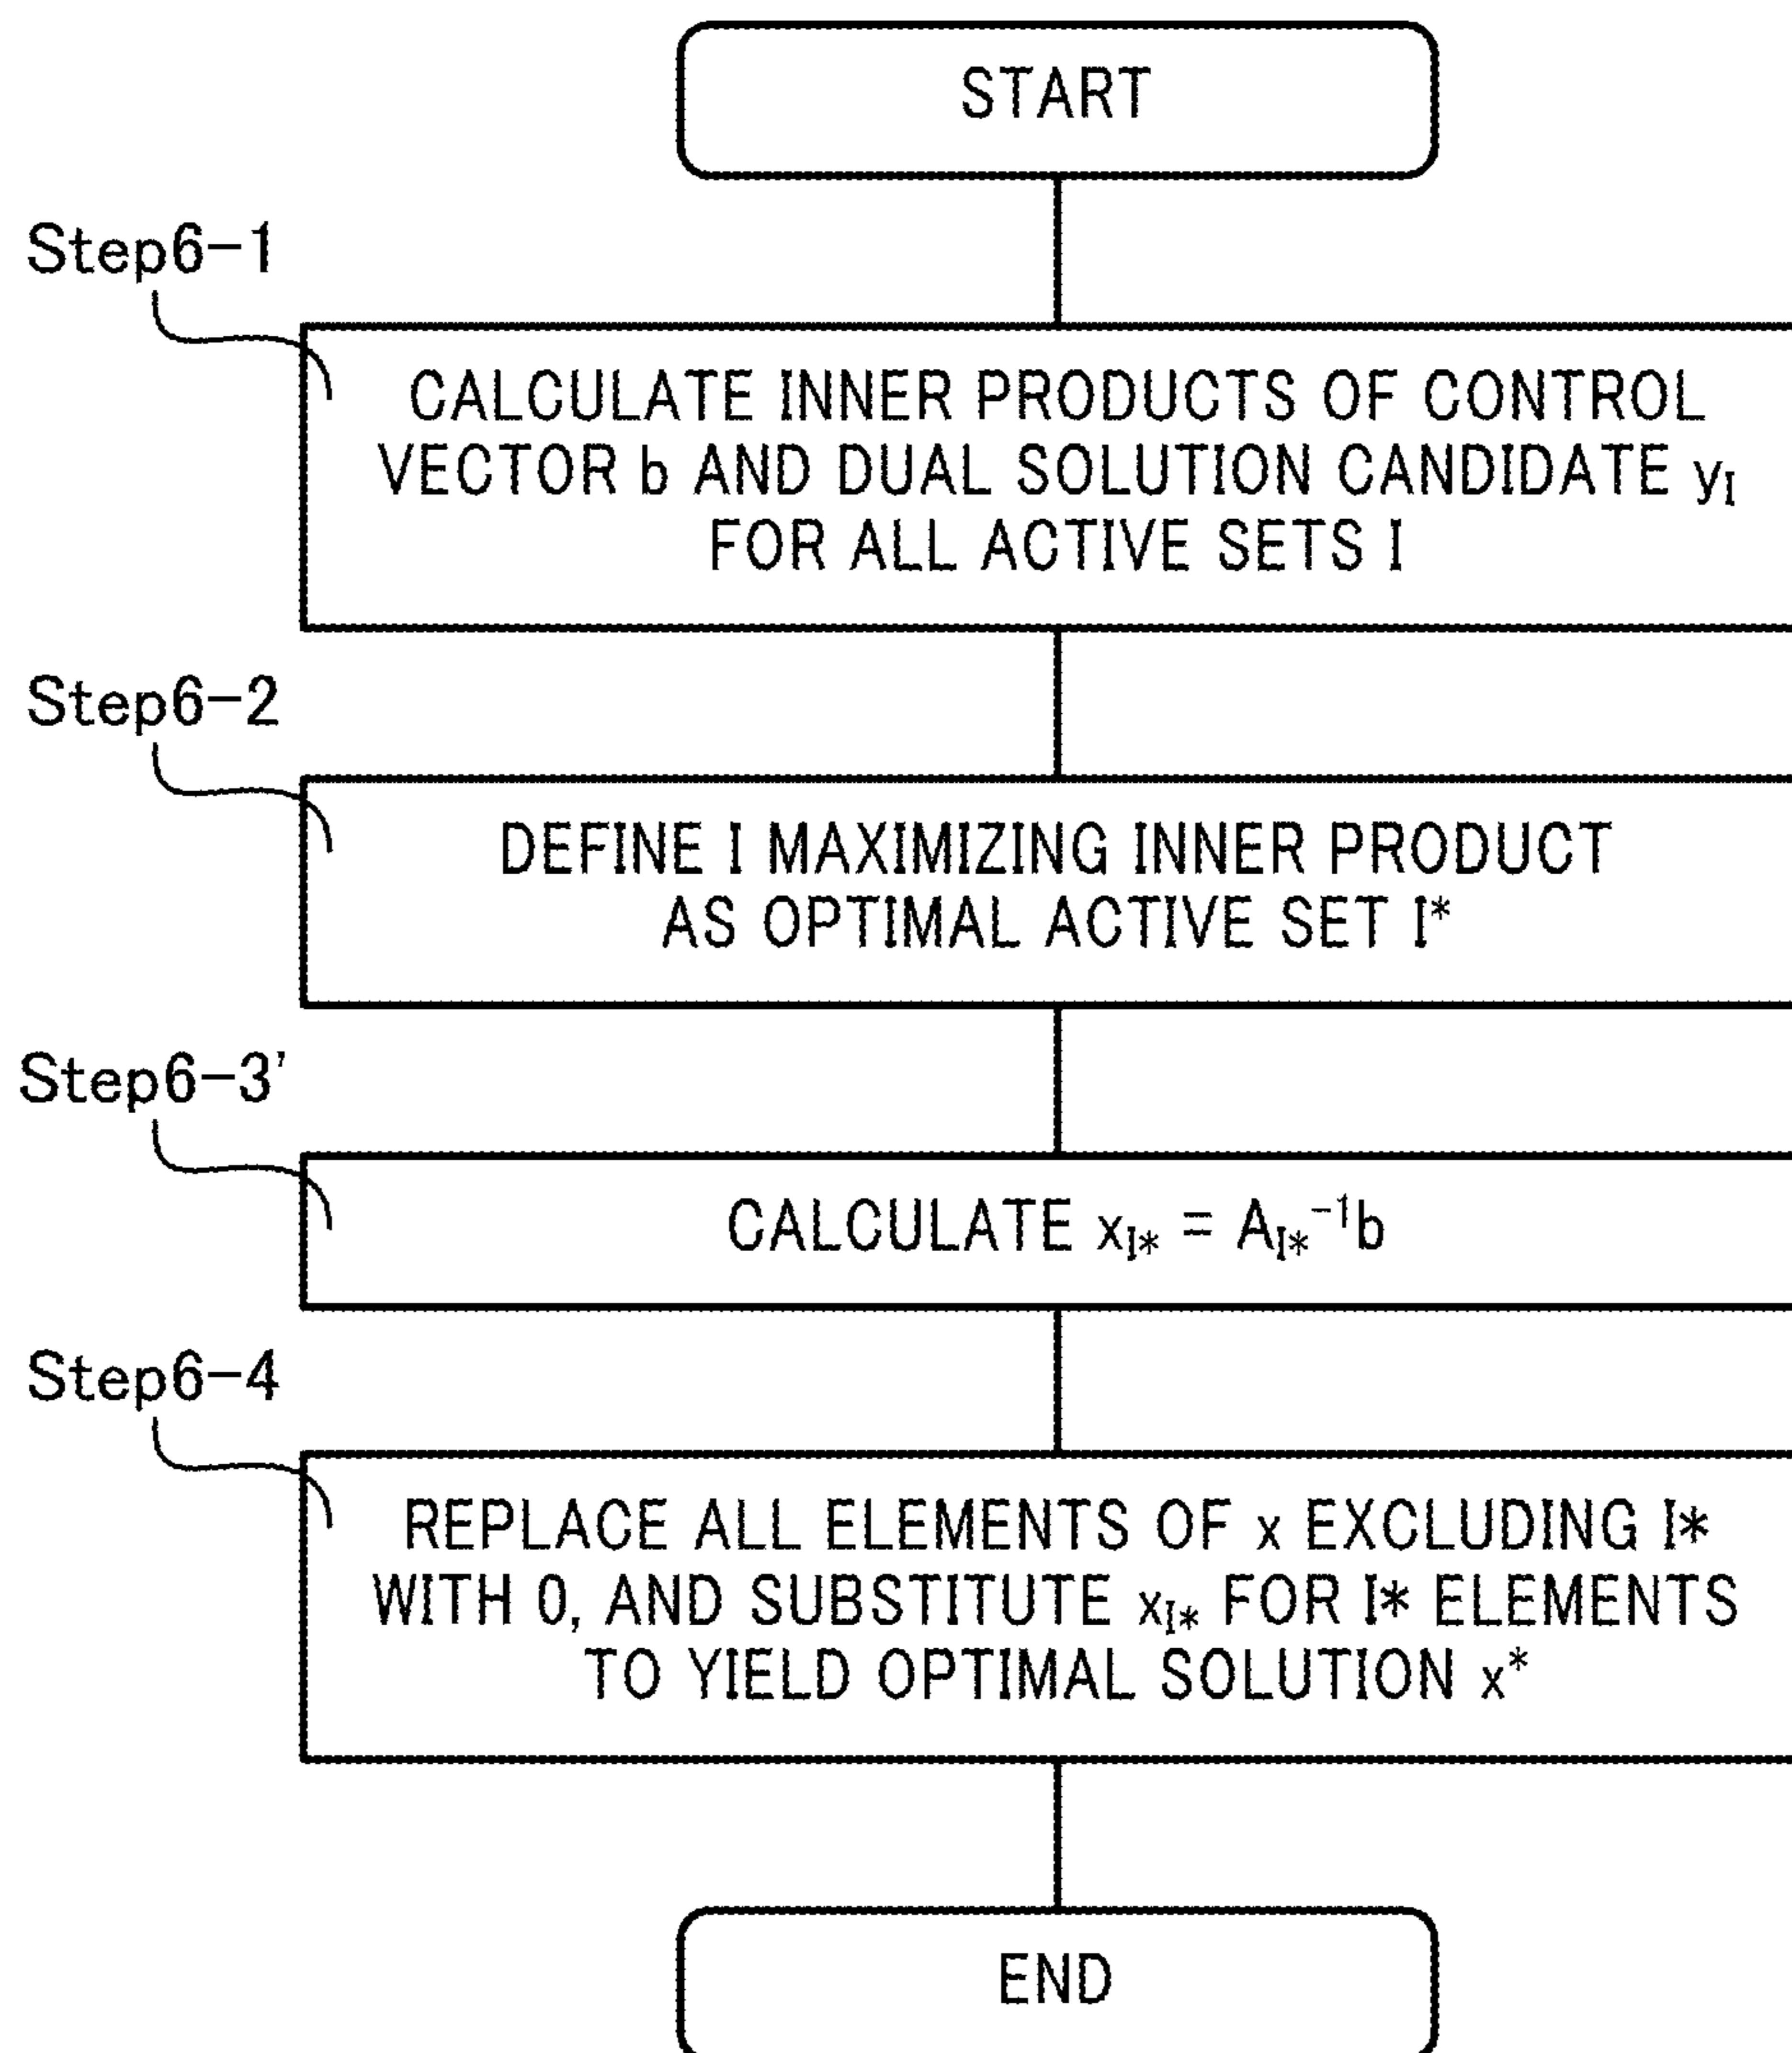 START
Step6-1
CALCULATE INNER PRODUCTS OF CONTROL
VECTOR b AND DUAL SOLUTION CANDIDATE yI
FOR ALL ACTIVE SETS I
Step6-2
DEFINE I MAXIMIZING INNER PRODUCT
AS OPTIMAL ACTIVE SET I*
Step6-3'
CALCULATE xI* = AI*⁻¹b
Step6-4
REPLACE ALL ELEMENTS OF x EXCLUDING I*
WITH 0, AND SUBSTITUTE xI* FOR I* ELEMENTS
TO YIELD OPTIMAL SOLUTION x*
END